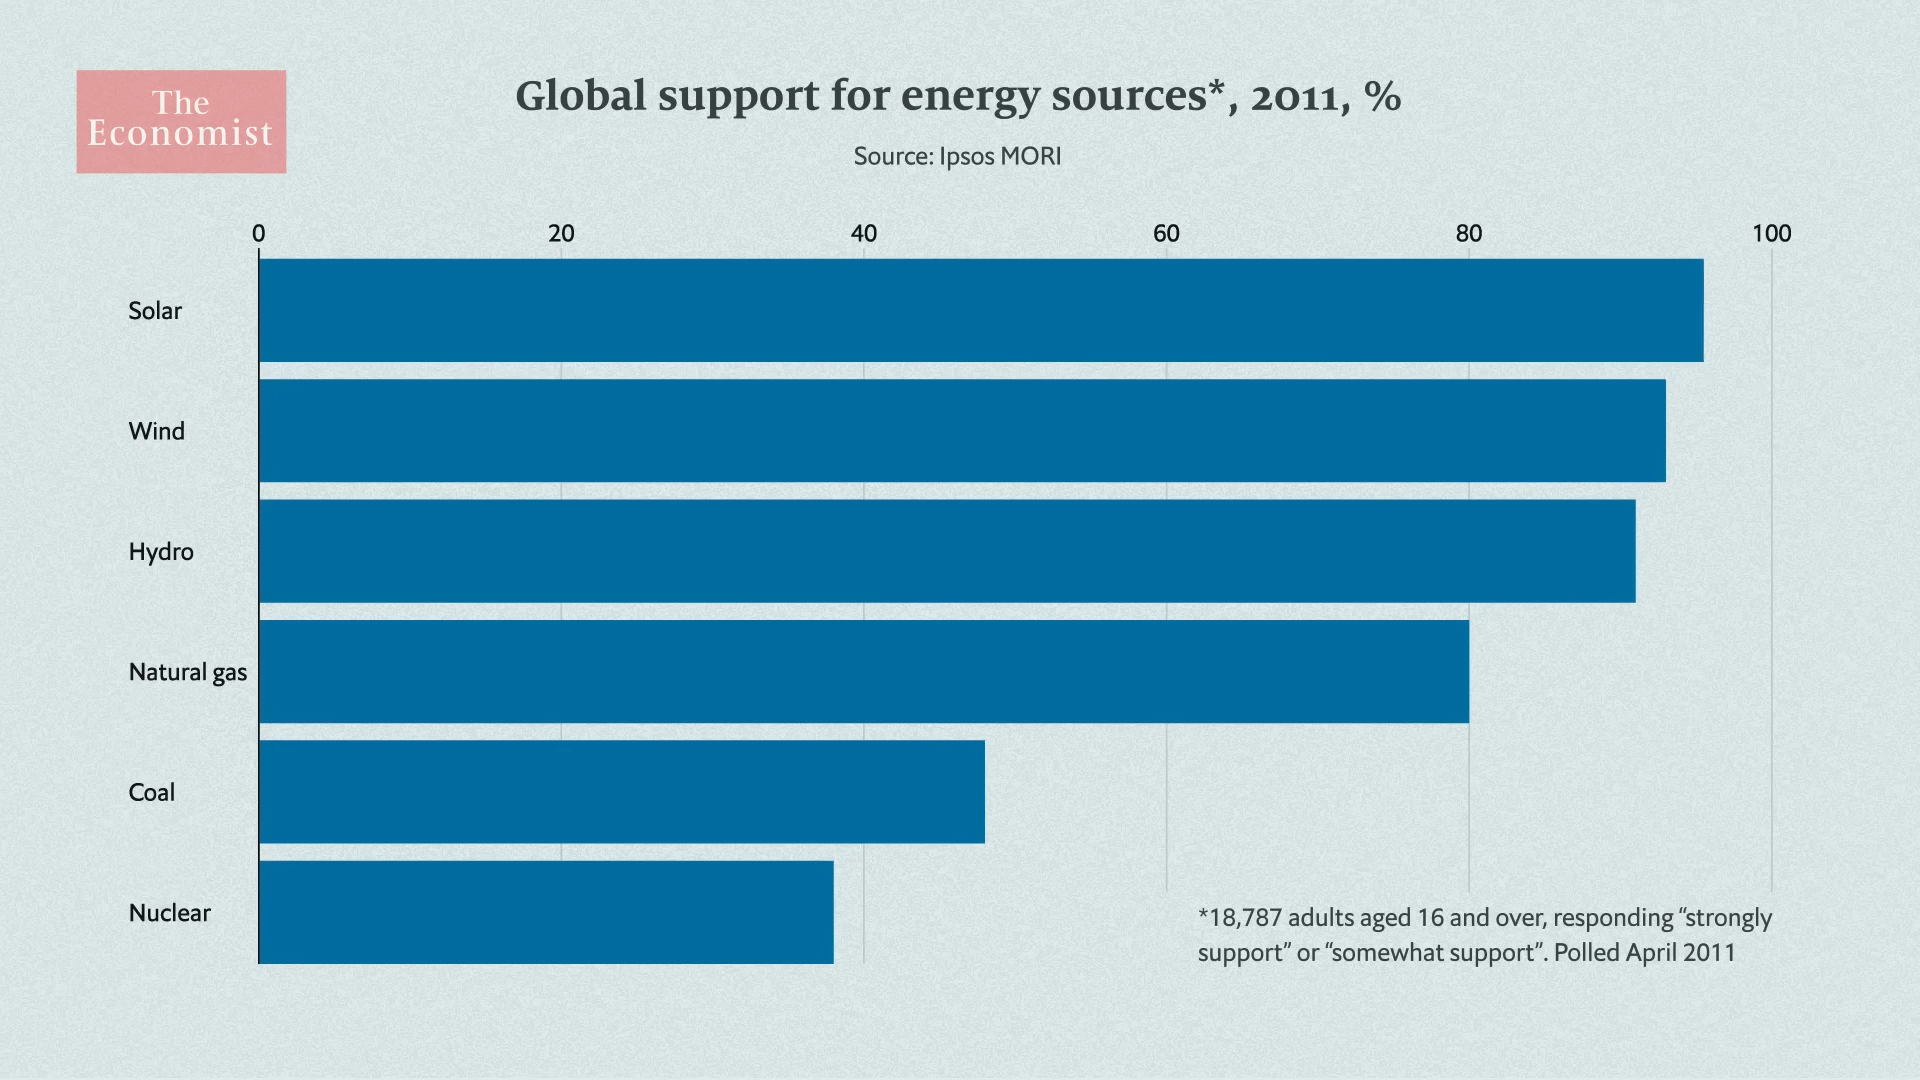 The
Economist
Global support for energy sources*, 2011, %
Source: Ipsos MORI
0 20 40 60 80 100
Solar
Wind
Hydro
Natural gas
Coal
Nuclear
*18,787 adults aged 16 and over, responding “strongly
support” or “somewhat support”. Polled April 2011